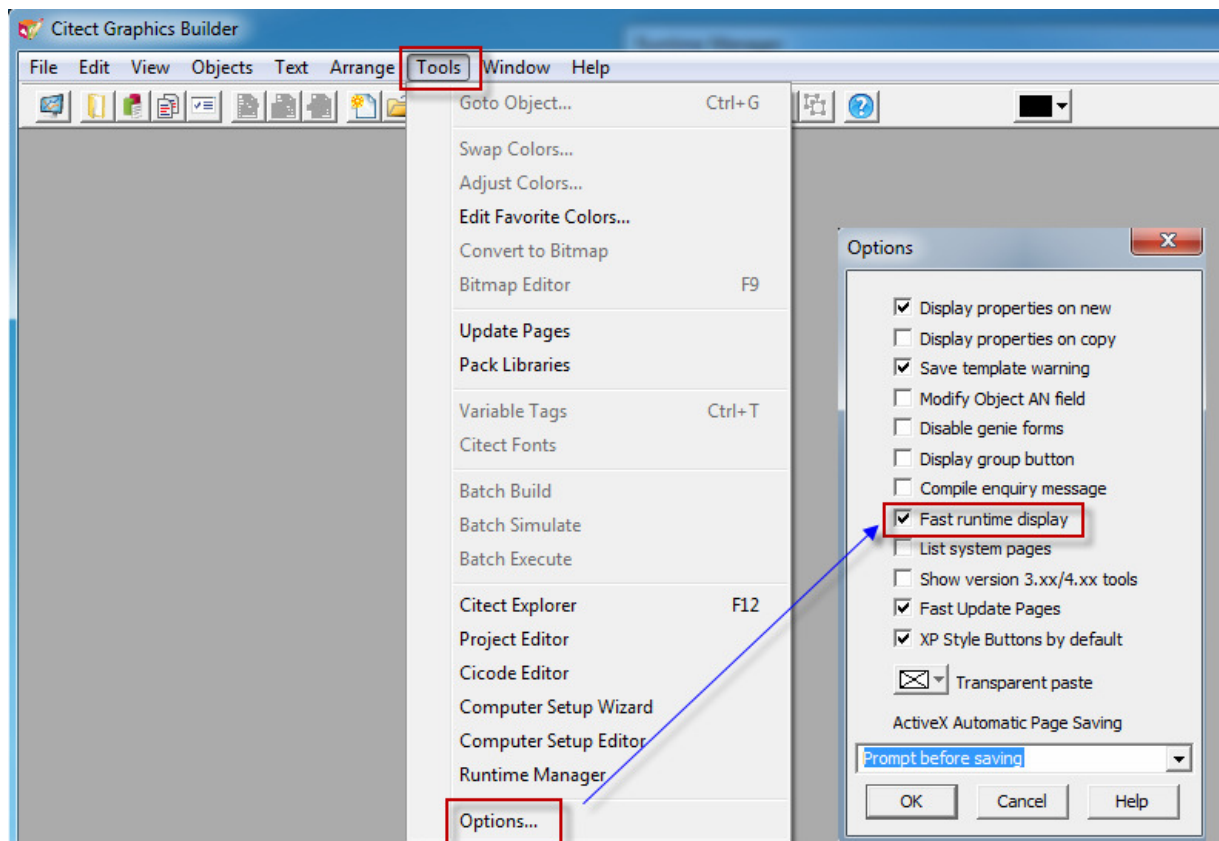 Citect Graphics Builder
File Edit View Objects Text Arrange Tools Window Help
Goto Object... Ctrl+G
Swap Colors...
Adjust Colors...
Edit Favorite Colors...
Convert to Bitmap
Bitmap Editor F9
Update Pages
Pack Libraries
Variable Tags Ctrl+T
Citect Fonts
Batch Build
Batch Simulate
Batch Execute
Citect Explorer F12
Project Editor
Cicode Editor
Computer Setup Wizard
Computer Setup Editor
Runtime Manager
Options...
Options
Display properties on new
Display properties on copy
Save template warning
Modify Object AN field
Disable genie forms
Display group button
Compile enquiry message
Fast runtime display
List system pages
Show version 3.xx/4.xx tools
Fast Update Pages
XP Style Buttons by default
Transparent paste
ActiveX Automatic Page Saving
Prompt before saving
OK Cancel Help